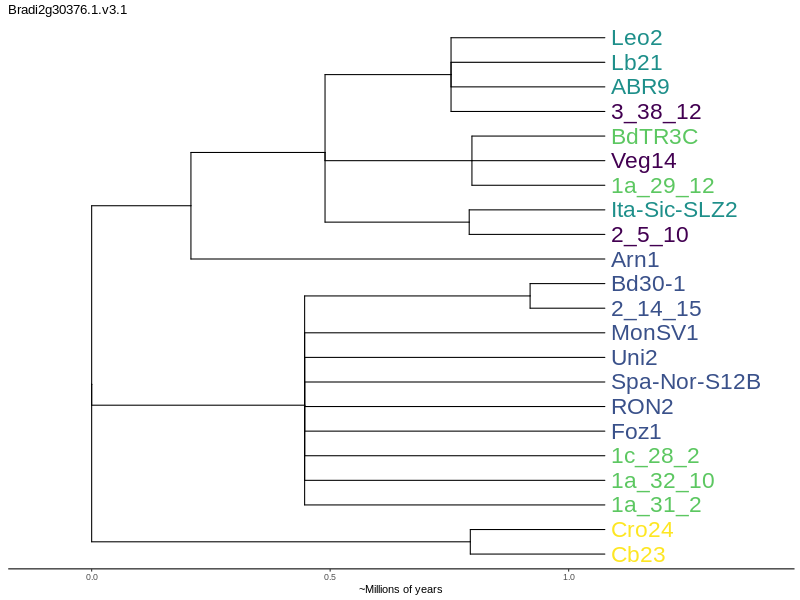 Bradi2g30376.1.v3.1
Leo2
Lb21
ABR9
3_38_12
BdTR3C
Veg14
1a_29_12
Ita-Sic-SLZ2
2_5_10
Arn1
Bd30-1
2_14_15
MonSV1
Uni2
Spa-Nor-S12B
RON2
Foz1
1c_28_2
1a_32_10
1a_31_2
Cro24
Cb23
0.0 0.5 1.0
~Millions of years